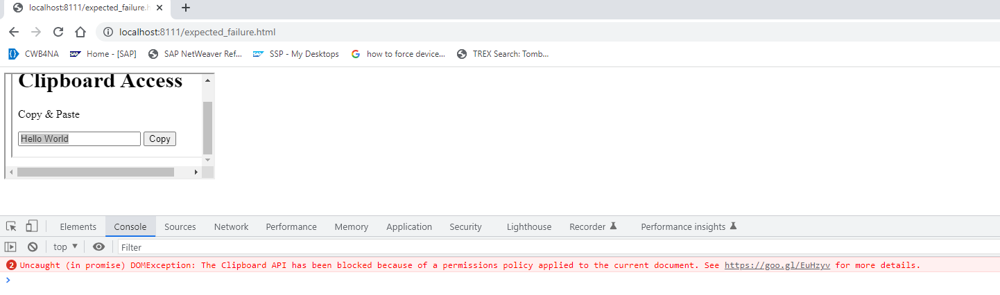 localhost:8111/expected_failure.h
localhost:8111/expected_failure.html
CWB4NA Home - [SAP] SAP NetWeaver Ref... SSP - My Desktops how to force device... TREX Search: Tomb...
Clipboard Access
Copy & Paste
Hello World Copy
Elements Console Sources Network Performance Memory Application Security Lighthouse Recorder Performance insights
top Filter
2 Uncaught (in promise) DOMException: The Clipboard API has been blocked because of a permissions policy applied to the current document. See https://goo.gl/EuHzyv for more details.